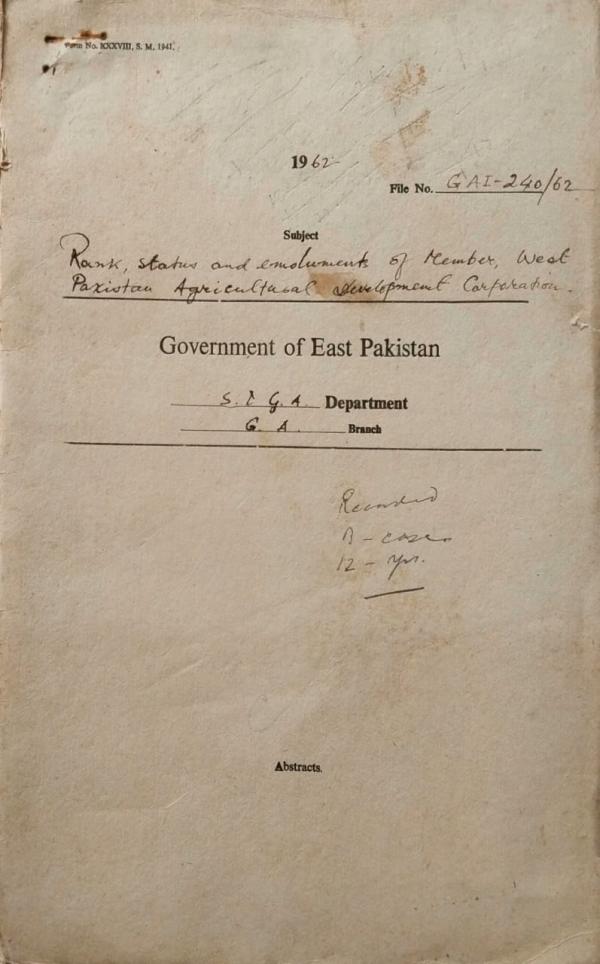 Form No. XXXVIII, S. M. 1941.
1962
File No. GAI-240/62
Subject
Rank, status and emoluments of Member, West
Pakistan Agricultural Development Corporation.
Government of East Pakistan
S. & G. A. Department
G. A. Branch
Recorded
B - case
12 - yrs.
Abstracts.